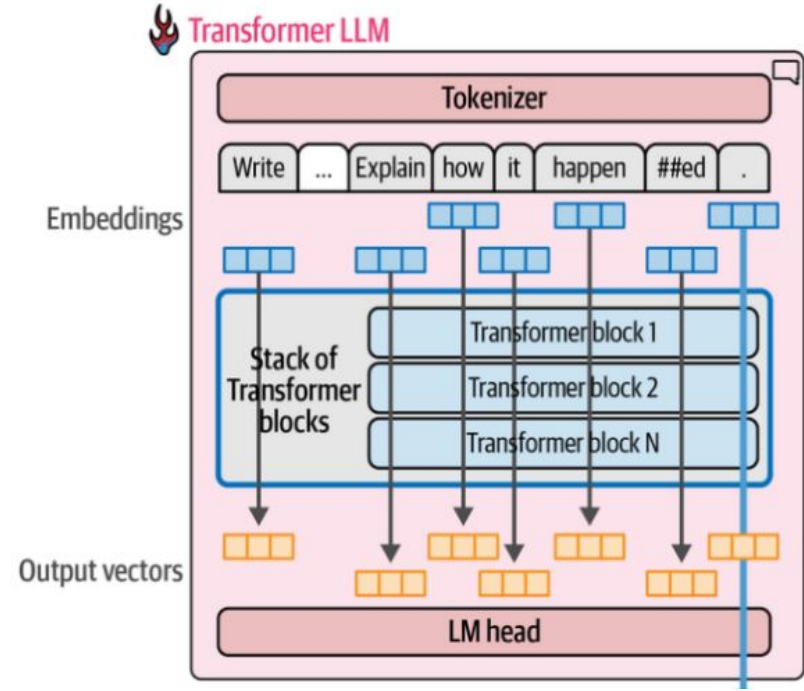 Transformer LLM
Tokenizer
Write ... Explain how it happen ##ed .
Embeddings
Transformer block 1
Stack of
Transformer
blocks
Transformer block 2
Transformer block N
Output vectors
LM head